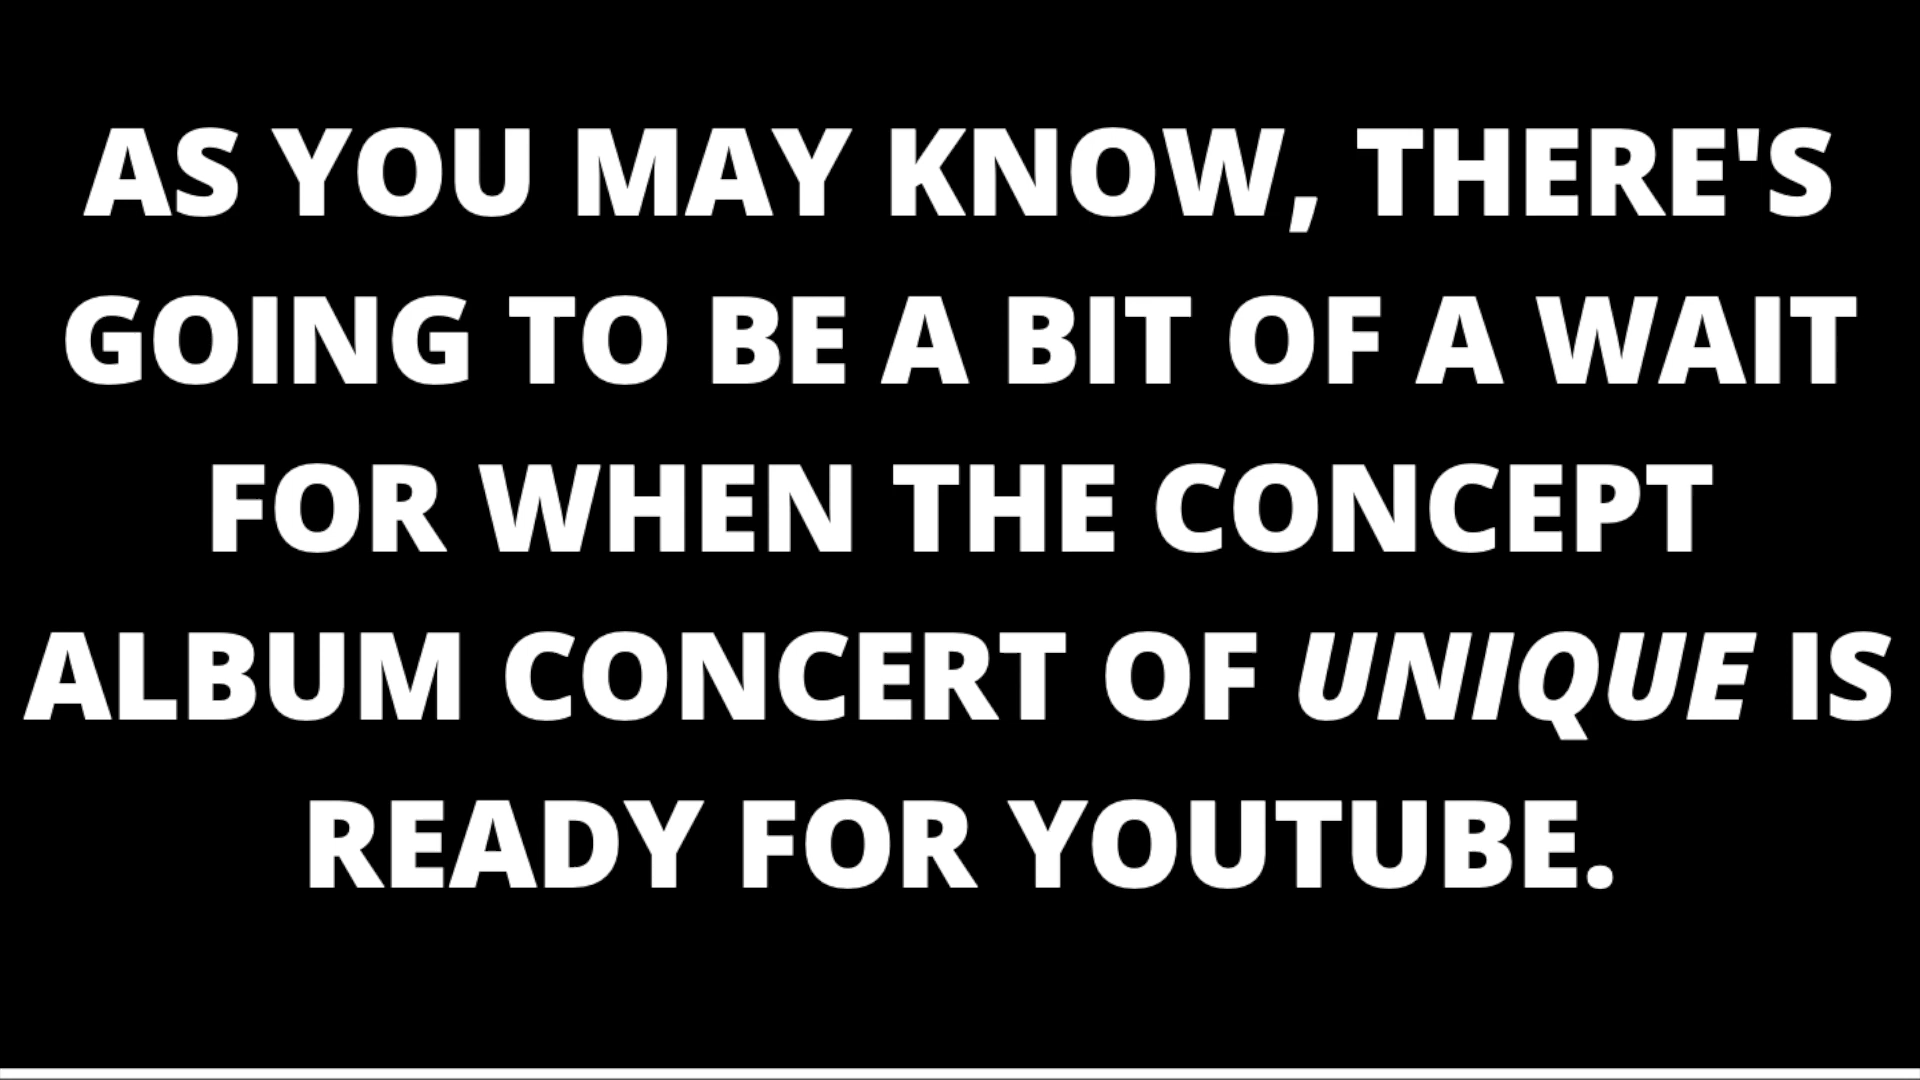 AS YOU MAY KNOW, THERE'S
GOING TO BE A BIT OF A WAIT
FOR WHEN THE CONCEPT
ALBUM CONCERT OF UNIQUE IS
READY FOR YOUTUBE.